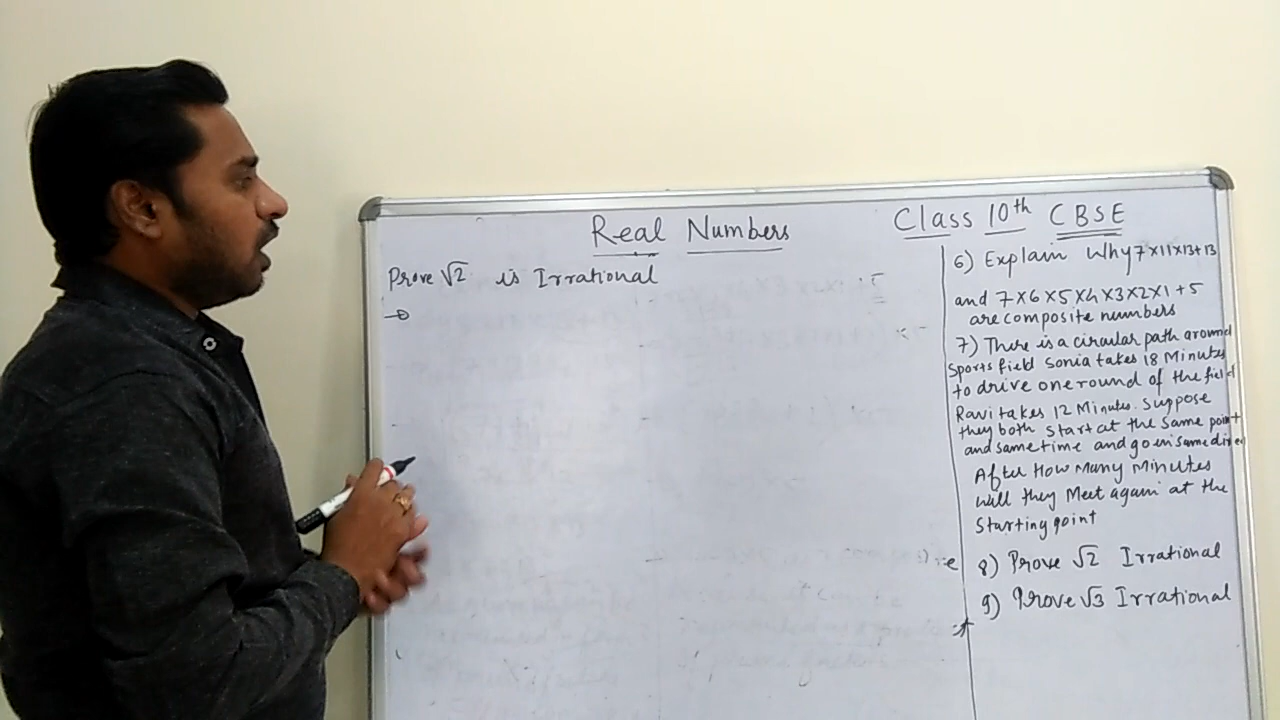 Real Numbers
Class 10th CBSE
Prove √2 is Irrational
6) Explain Why 7×11×13+13
and 7×6×5×4×3×2×1+5
are composite numbers
7) There is a circular path around
Sports field Sonia takes 18 Minutes
to drive one round of the field
Ravi takes 12 Minutes. Suppose
they both start at the same point
and same time and go in same direc
After How Many Minutes
will they Meet again at the
Starting point
8) Prove √2 Irrational
9) Prove √3 Irrational